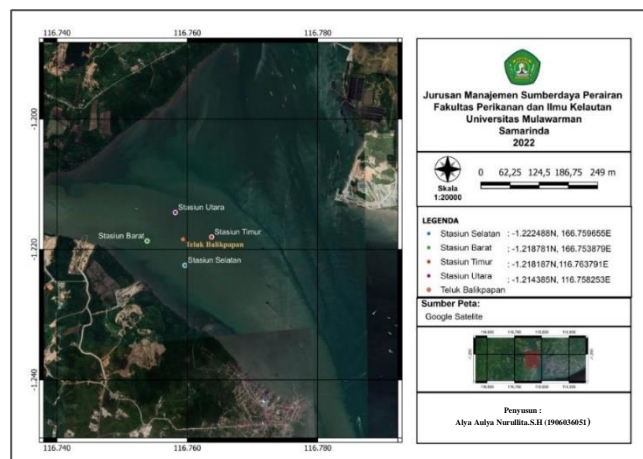 116.740 116.760 116.780
-1.200
-1.220
-1.240
Stasiun Utara
Stasiun Barat
Stasiun Timur
Teluk Balikpapan
Stasiun Selatan
116.740 116.760 116.780
Jurusan Manajemen Sumberdaya Perairan
Fakultas Perikanan dan Ilmu Kelautan
Universitas Mulawarman
Samarinda
2022
Skala
1:20000
0 62,25 124,5 186,75 249 m
LEGENDA
Stasiun Selatan : -1.222488N, 166.759655E
Stasiun Barat : -1.218781N, 166.753879E
Stasiun Timur : -1.218187N,116.763791E
Stasiun Utara : -1.214385N, 116.758253E
Teluk Balikpapan
Sumber Peta:
Google Satelite
Penyusun :
Alya Aulya Nurullita.S.H (1906036051)